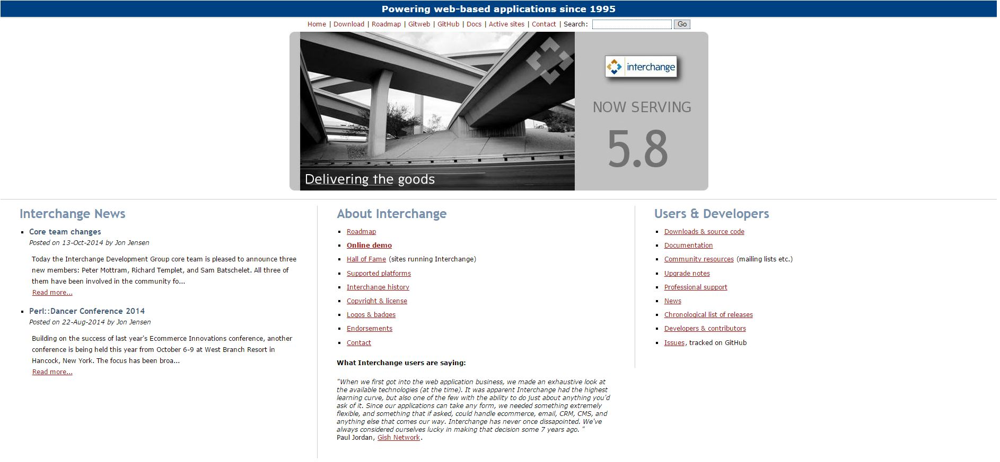 Powering web-based applications since 1995
Home | Download | Roadmap | Gitweb | GitHub | Docs | Active sites | Contact | Search: Go
interchange
NOW SERVING
5.8
Delivering the goods
Interchange News
Core team changes
Posted on 13-Oct-2014 by Jon Jensen
Today the Interchange Development Group core team is pleased to announce three
new members: Peter Mottram, Richard Templet, and Sam Batschelet. All three of
them have been involved in the community fo...
Read more...
Perl::Dancer Conference 2014
Posted on 22-Aug-2014 by Jon Jensen
Building on the success of last year's Ecommerce Innovations conference, another
conference is being held this year from October 6-9 at West Branch Resort in
Hancock, New York. The focus has been broa...
Read more...
About Interchange
Roadmap
Online demo
Hall of Fame (sites running Interchange)
Supported platforms
Interchange history
Copyright & license
Logos & badges
Endorsements
Contact
What Interchange users are saying:
"When we first got into the web application business, we made an exhaustive look at
the available technologies (at the time). It was apparent Interchange had the highest
learning curve, but also one of the few with the ability to do just about anything you'd
ask of it. Since our applications can take any form, we needed something extremely
flexible, and something that if asked, could handle ecommerce, email, CRM, CMS, and
anything else that comes our way. Interchange has never once dissapointed. We've
always considered ourselves lucky in making that decision some 7 years ago. "
Paul Jordan, Gish Network.
Users & Developers
Downloads & source code
Documentation
Community resources (mailing lists etc.)
Upgrade notes
Professional support
News
Chronological list of releases
Developers & contributors
Issues, tracked on GitHub